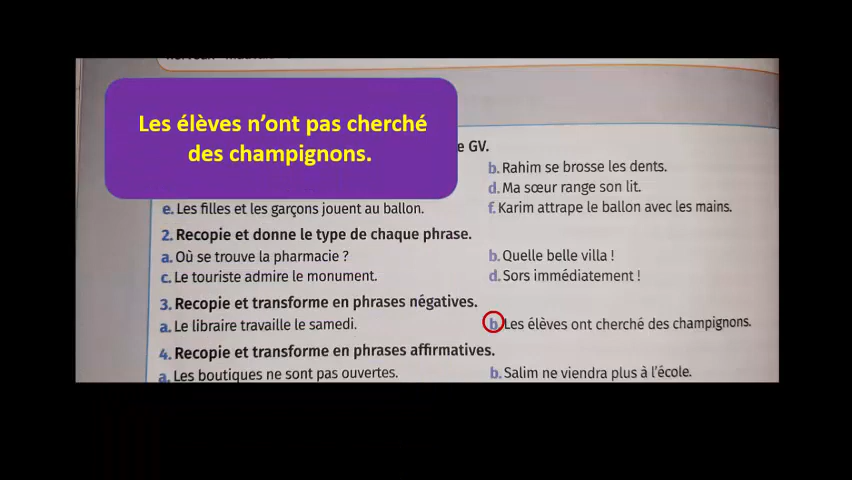 Les élèves n’ont pas cherché
des champignons.
e GV.
b. Rahim se brosse les dents.
d. Ma sœur range son lit.
e. Les filles et les garçons jouent au ballon.
f. Karim attrape le ballon avec les mains.
2. Recopie et donne le type de chaque phrase.
a. Où se trouve la pharmacie ?
b. Quelle belle villa !
c. Le touriste admire le monument.
d. Sors immédiatement !
3. Recopie et transforme en phrases négatives.
a. Le libraire travaille le samedi.
b. Les élèves ont cherché des champignons.
4. Recopie et transforme en phrases affirmatives.
a. Les boutiques ne sont pas ouvertes.
b. Salim ne viendra plus à l’école.